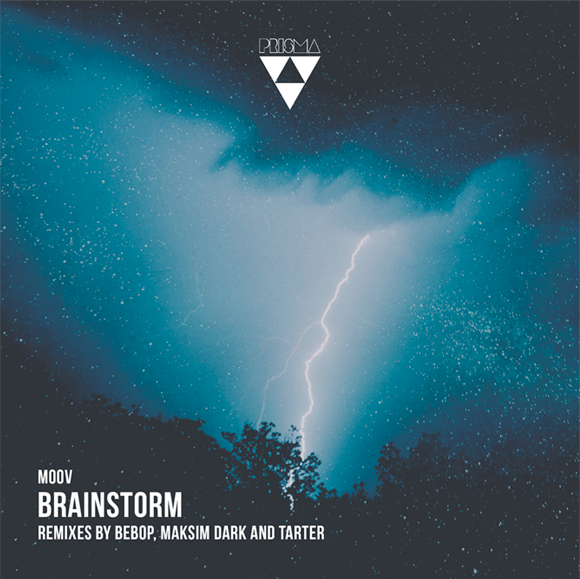 PRISMA
MOOV
BRAINSTORM
REMIXES BY BEBOP, MAKSIM DARK AND TARTER